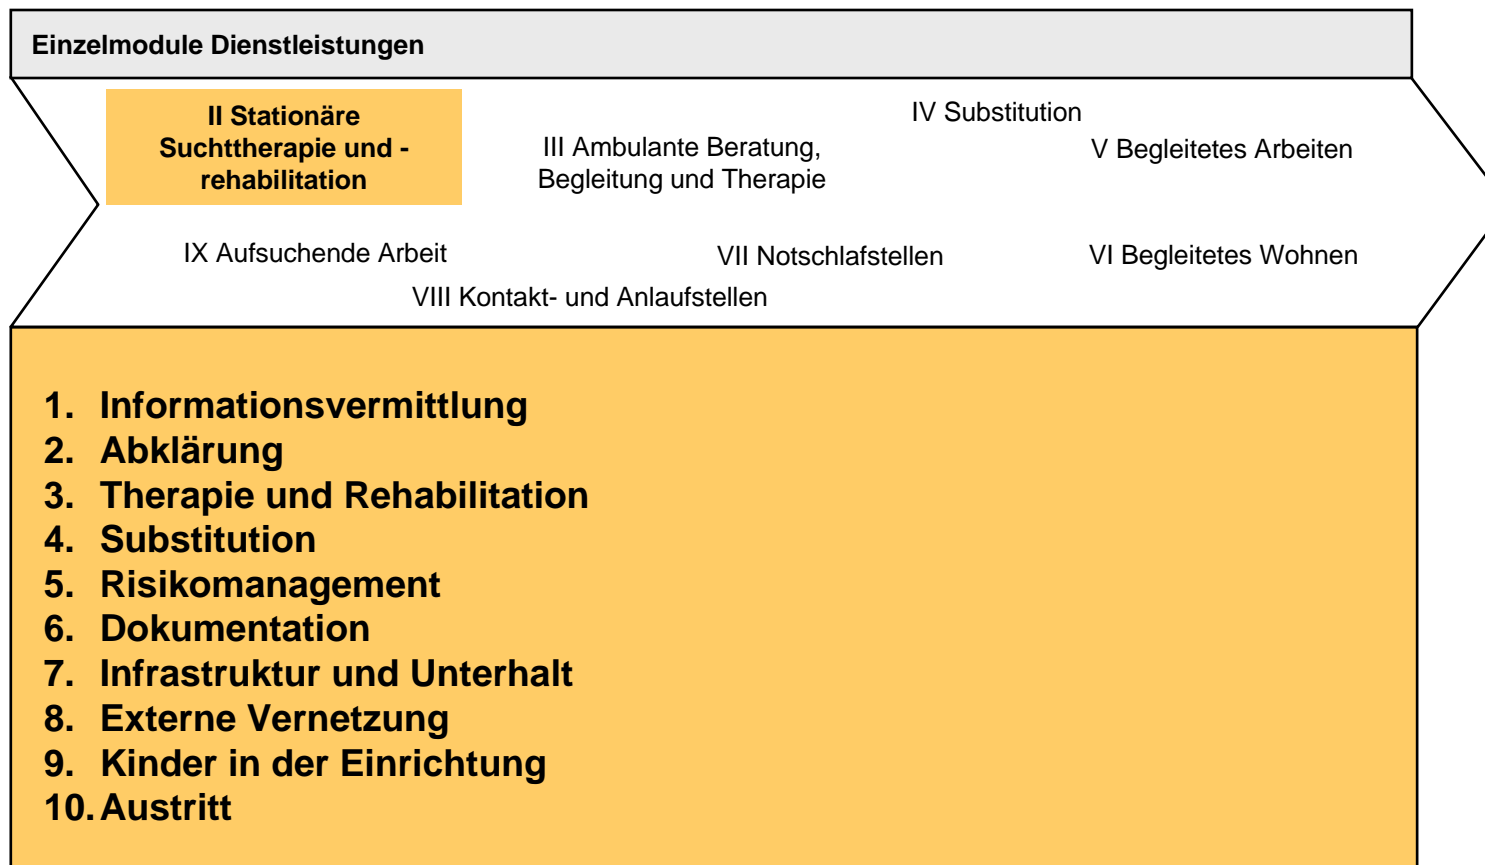 Einzelmodule Dienstleistungen
II Stationäre
Suchttherapie und -
rehabilitation
III Ambulante Beratung,
Begleitung und Therapie
IV Substitution
V Begleitetes Arbeiten
IX Aufsuchende Arbeit
VII Notschlafstellen
VI Begleitetes Wohnen
VIII Kontakt- und Anlaufstellen
1. Informationsvermittlung
2. Abklärung
3. Therapie und Rehabilitation
4. Substitution
5. Risikomanagement
6. Dokumentation
7. Infrastruktur und Unterhalt
8. Externe Vernetzung
9. Kinder in der Einrichtung
10. Austritt